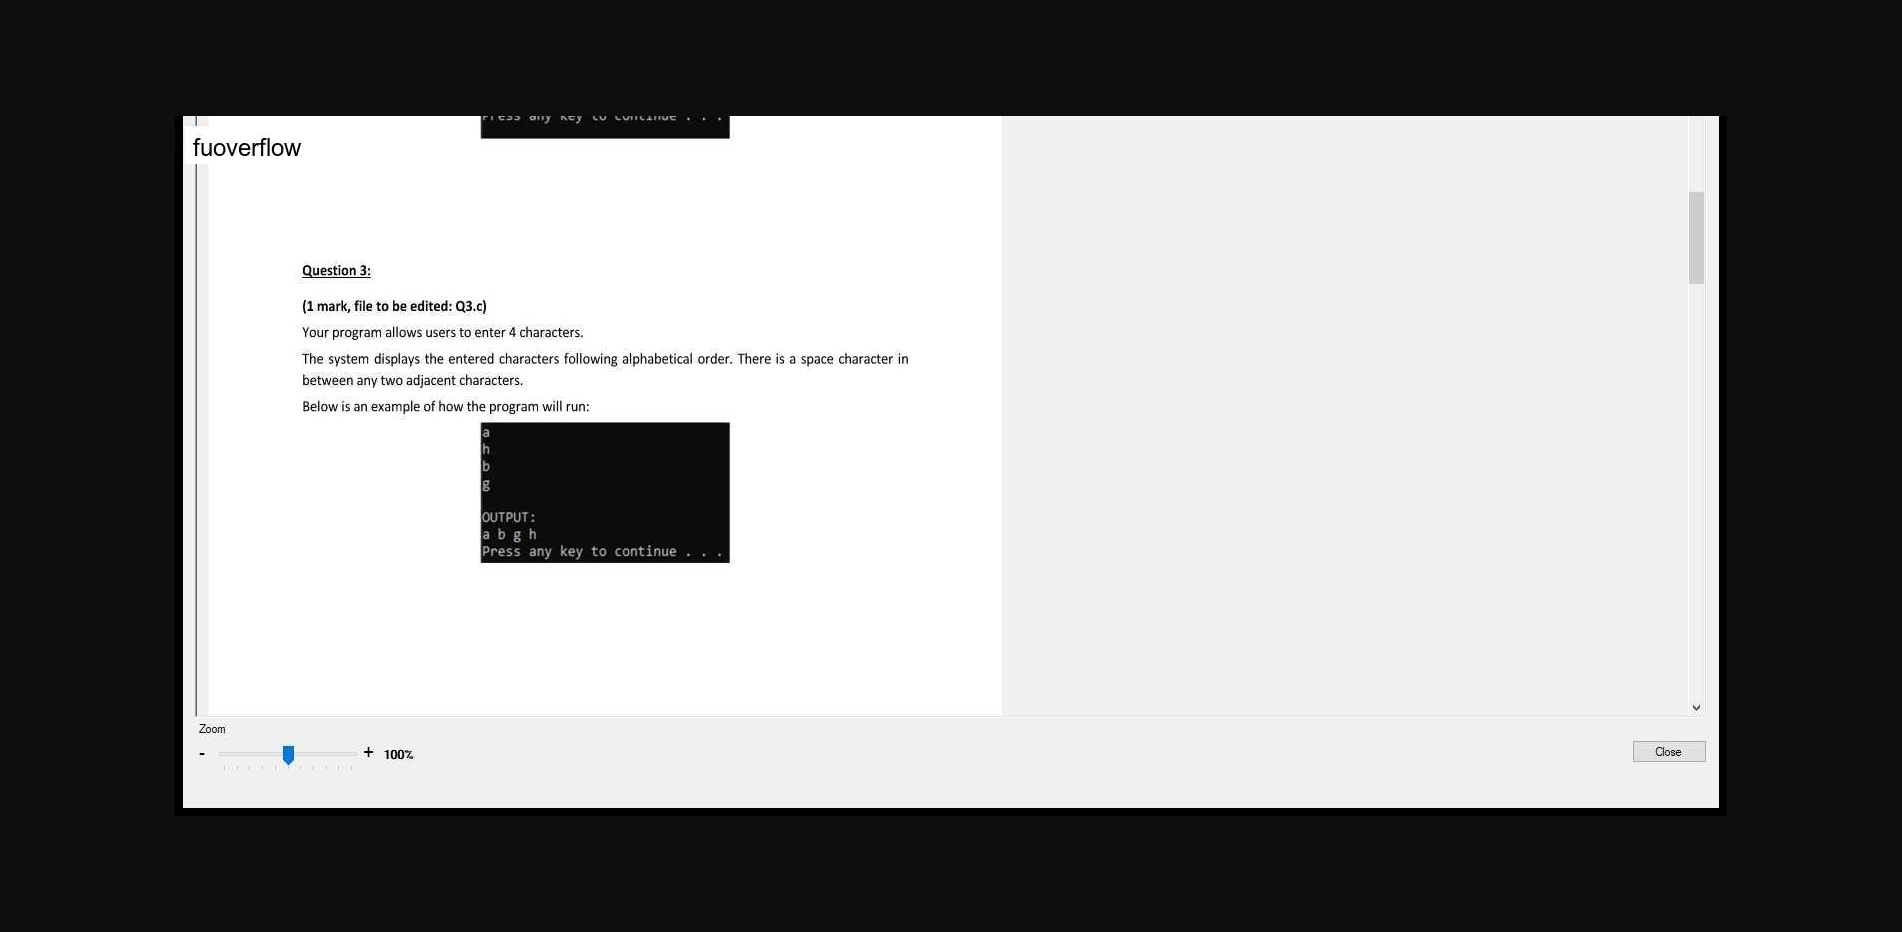 Press any key to continue . . .
fuoverflow
Question 3:
(1 mark, file to be edited: Q3.c)
Your program allows users to enter 4 characters.
The system displays the entered characters following alphabetical order. There is a space character in
between any two adjacent characters.
Below is an example of how the program will run:
a
h
b
g
OUTPUT:
a b g h
Press any key to continue . . .
Zoom
- + 100%
Close